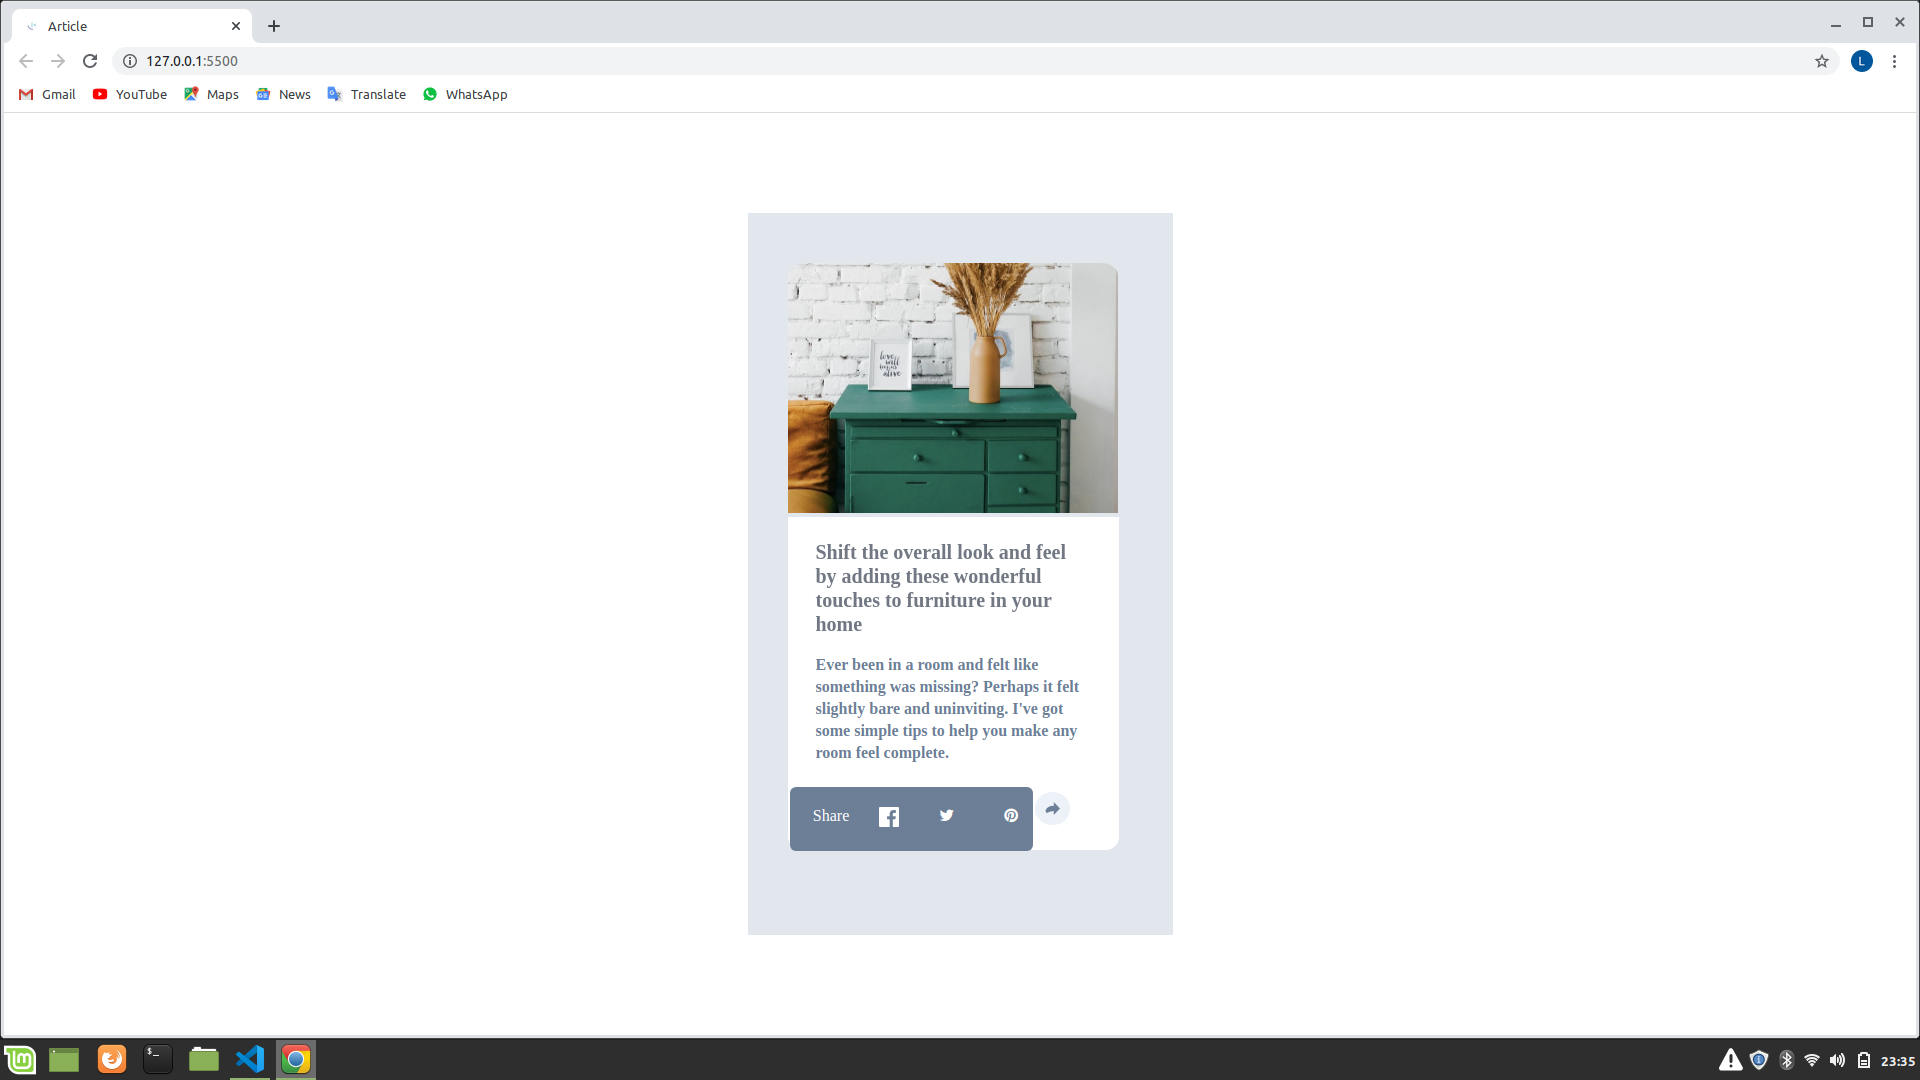 Article
127.0.0.1:5500
L
Gmail
YouTube
Maps
News
Translate
WhatsApp
love
will
alive
Shift the overall look and feel
by adding these wonderful
touches to furniture in your
home
Ever been in a room and felt like
something was missing? Perhaps it felt
slightly bare and uninviting. I've got
some simple tips to help you make any
room feel complete.
Share
23:35